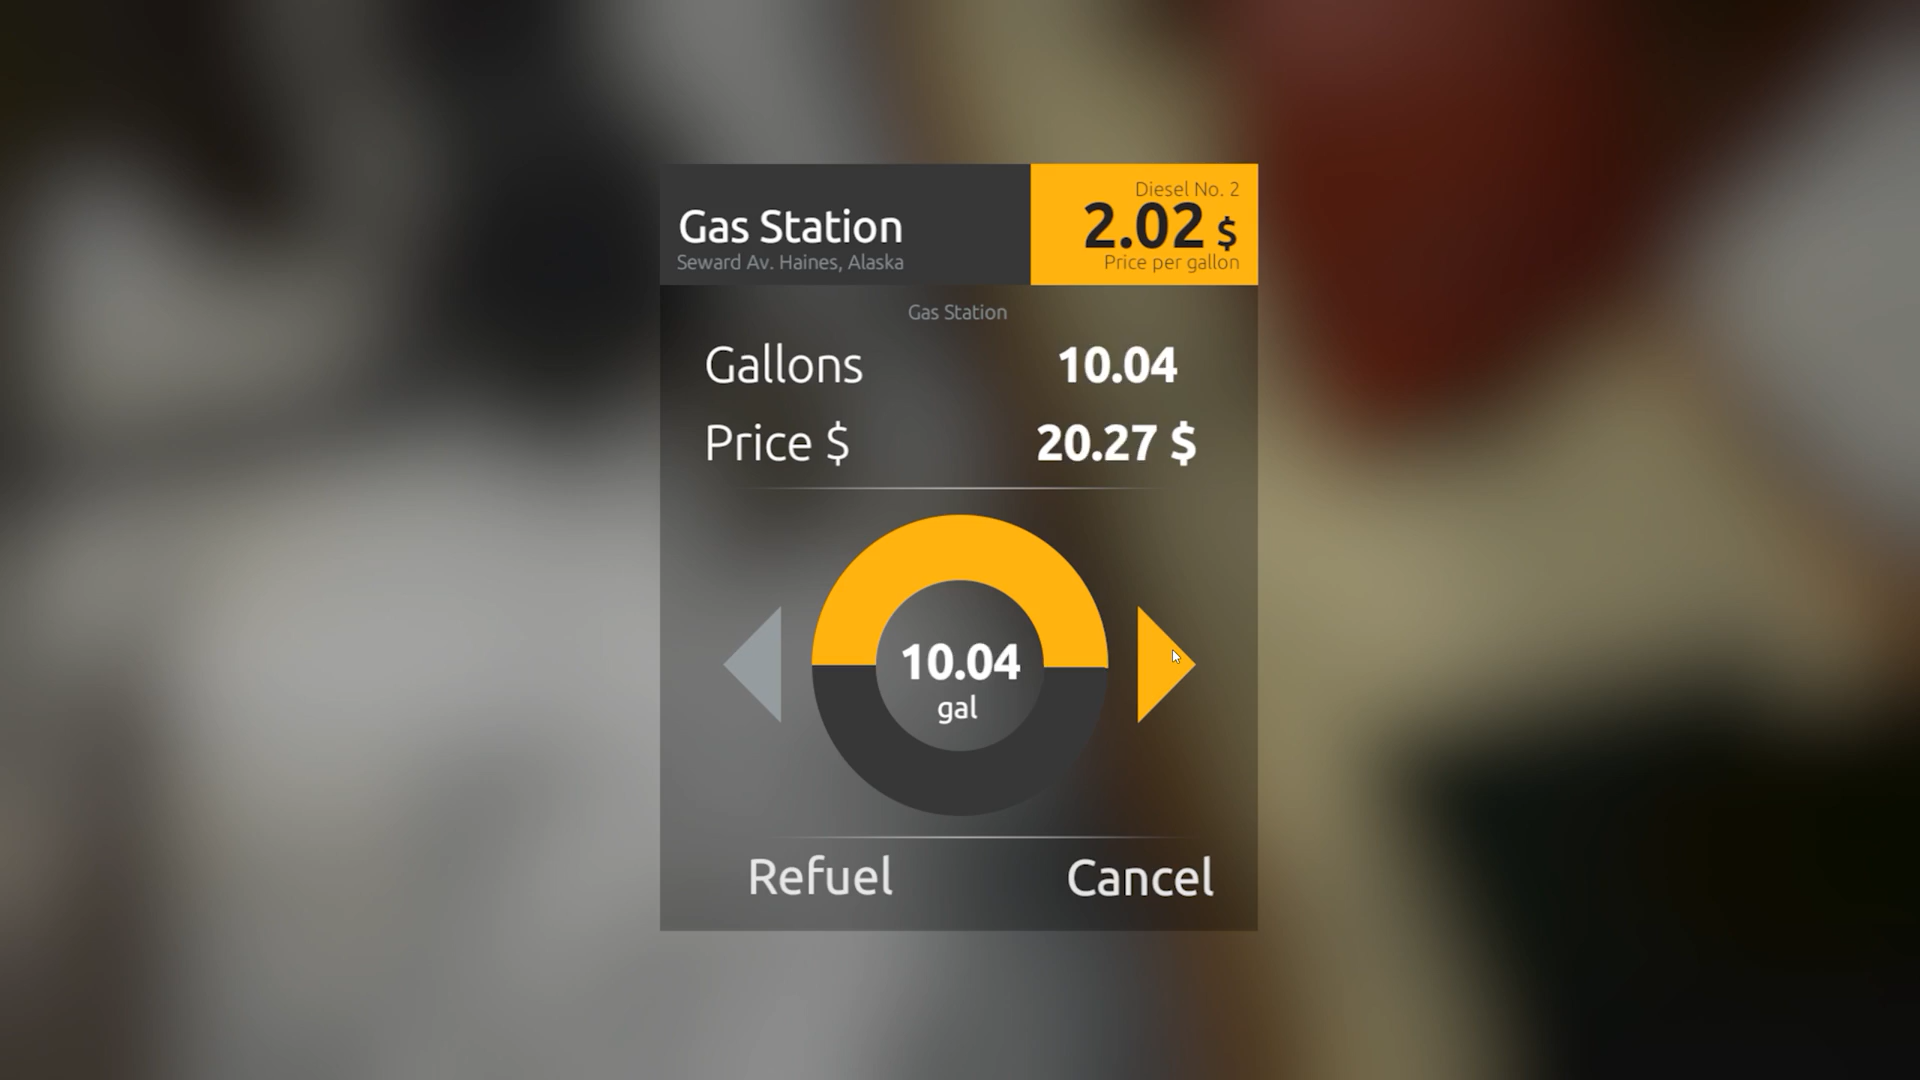 Gas Station
Seward Av. Haines, Alaska
Diesel No. 2
2.02 $
Price per gallon
Gas Station
Gallons 10.04
Price $ 20.27 $
10.04
gal
Refuel Cancel